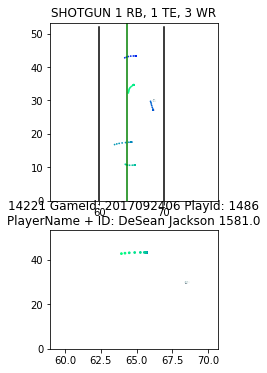 SHOTGUN 1 RB, 1 TE, 3 WR
50
40
30
20
10
0
60
70
14221 GameId: 2017092406 PlayId: 1486
PlayerName + ID: DeSean Jackson 1581.0
40
20
0
60.0 62.5 65.0 67.5 70.0